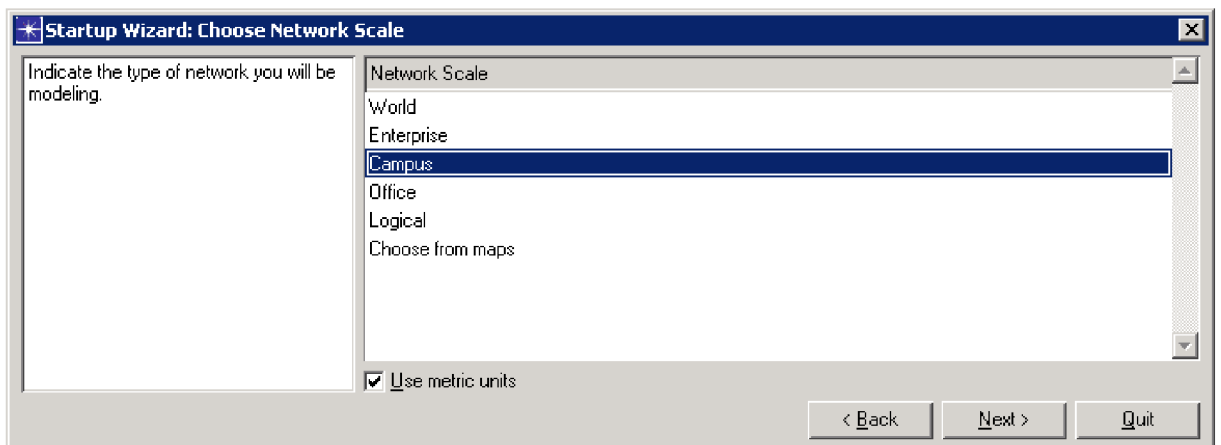 Startup Wizard: Choose Network Scale
Indicate the type of network you will be
modeling.
Network Scale
World
Enterprise
Campus
Office
Logical
Choose from maps
Use metric units
< Back
Next >
Quit